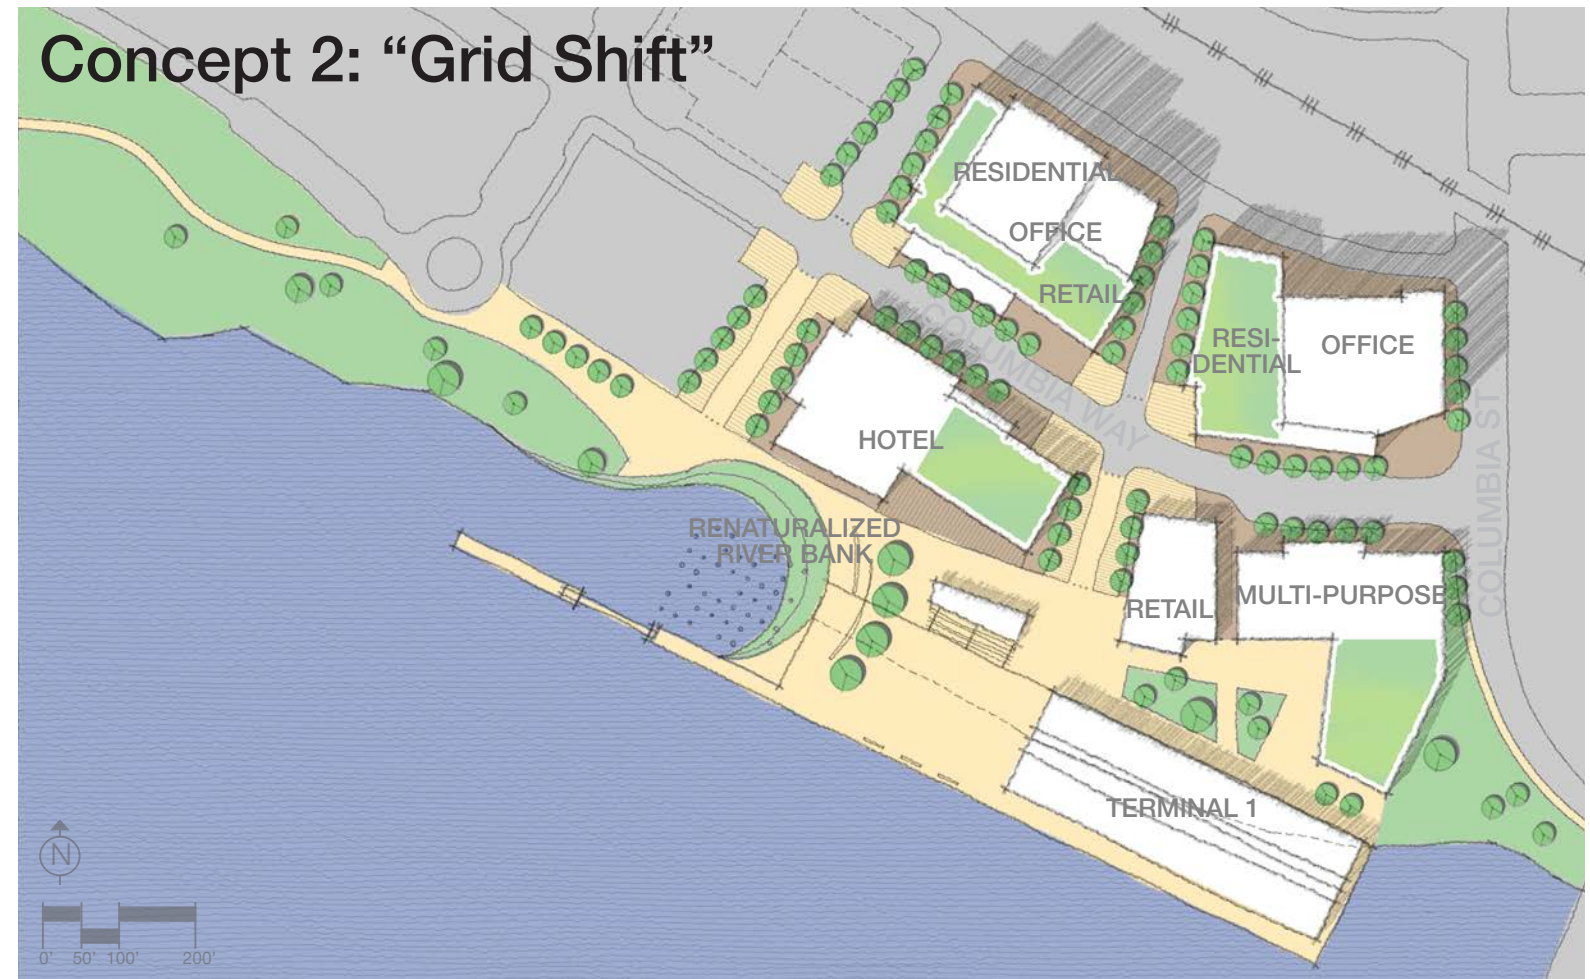 Concept 2: “Grid Shift”
RESIDENTIAL
OFFICE
RETAIL
COLUMBIA WAY
RESI-
DENTIAL
OFFICE
COLUMBIA ST
HOTEL
RENATURALIZED
RIVER BANK
RETAIL
MULTI-PURPOSE
TERMINAL 1
N
0' 50' 100' 200'